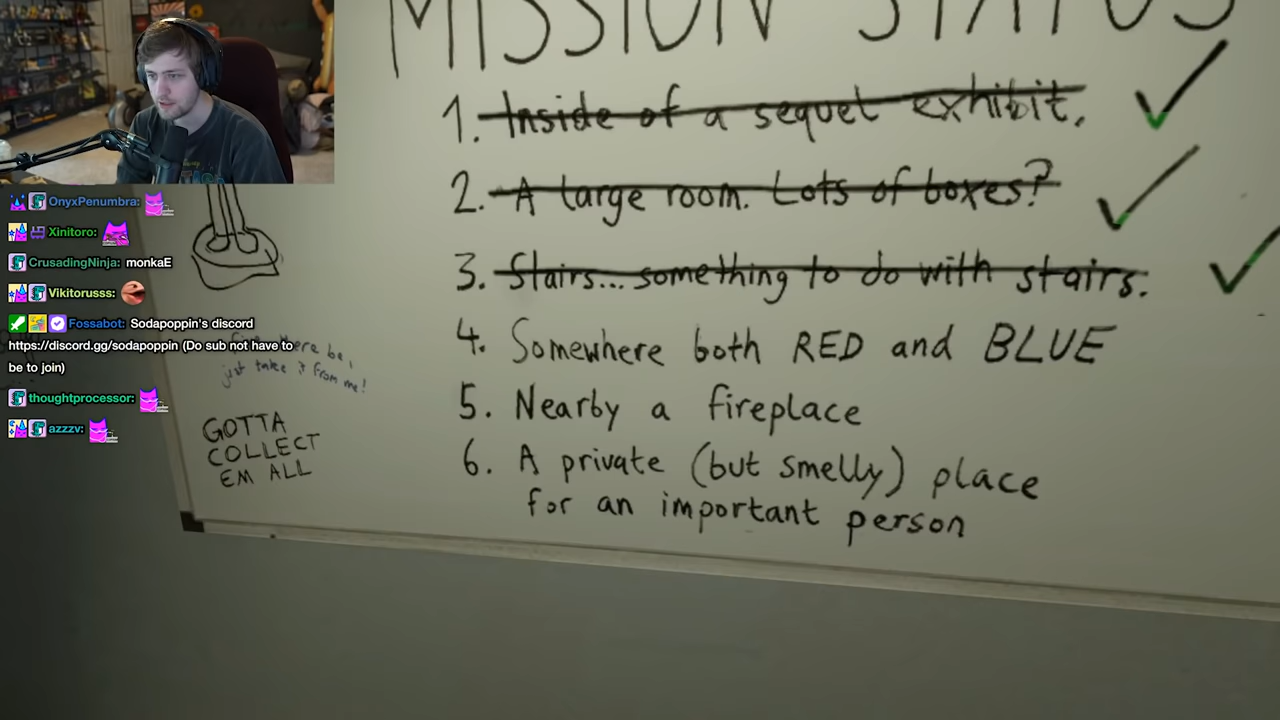 MISSION STATUS
1. Inside of a sequel exhibit.
2. A large room. Lots of boxes?
3. Stairs... something to do with stairs.
4. Somewhere both RED and BLUE
5. Nearby a fireplace
6. A private (but smelly) place
for an important person
OnyxPenumbra:
Xinitoro:
CrusadingNinja: monkaE
Vikitorusss:
Fossabot: Sodapoppin's discord
https://discord.gg/sodapoppin (Do sub not have to
be to join)
thoughtprocessor:
azzzv:
be,
just take it from me!
GOTTA
COLLECT
EM ALL